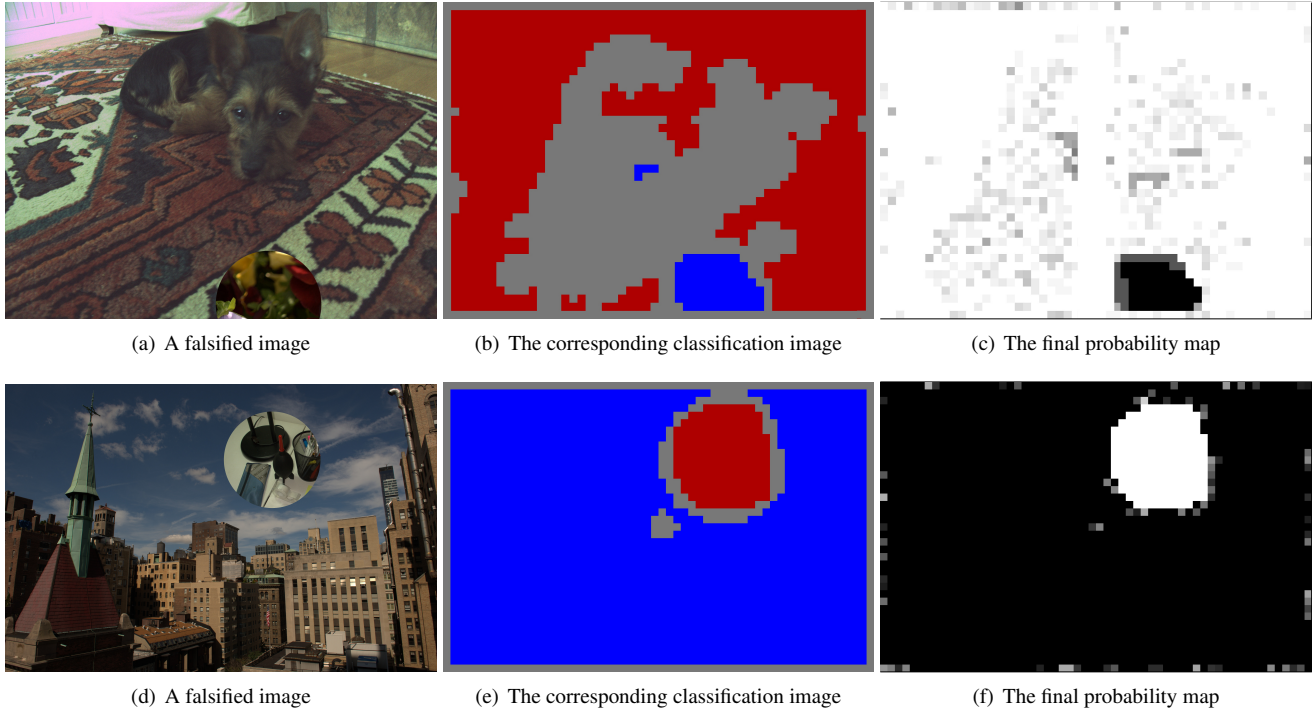 (a) A falsified image
(b) The corresponding classification image
(c) The final probability map
(d) A falsified image
(e) The corresponding classification image
(f) The final probability map